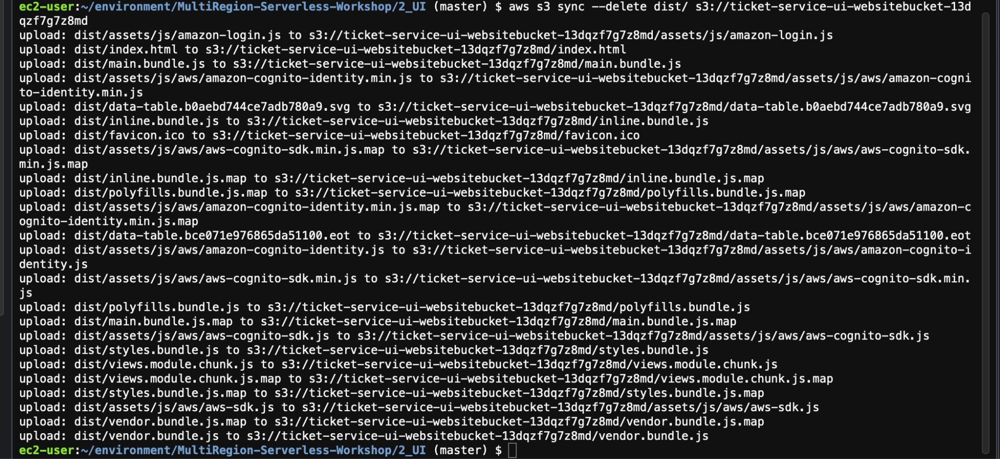 ec2-user:~/environment/MultiRegion-Serverless-Workshop/2_UI (master) $ aws s3 sync --delete dist/ s3://ticket-service-ui-websitebucket-13d
qzf7g7z8md
upload: dist/assets/js/amazon-login.js to s3://ticket-service-ui-websitebucket-13dqzf7g7z8md/assets/js/amazon-login.js
upload: dist/index.html to s3://ticket-service-ui-websitebucket-13dqzf7g7z8md/index.html
upload: dist/main.bundle.js to s3://ticket-service-ui-websitebucket-13dqzf7g7z8md/main.bundle.js
upload: dist/assets/js/aws/amazon-cognito-identity.min.js to s3://ticket-service-ui-websitebucket-13dqzf7g7z8md/assets/js/aws/amazon-cogni
to-identity.min.js
upload: dist/data-table.b0aebd744ce7adb780a9.svg to s3://ticket-service-ui-websitebucket-13dqzf7g7z8md/data-table.b0aebd744ce7adb780a9.svg
upload: dist/inline.bundle.js to s3://ticket-service-ui-websitebucket-13dqzf7g7z8md/inline.bundle.js
upload: dist/favicon.ico to s3://ticket-service-ui-websitebucket-13dqzf7g7z8md/favicon.ico
upload: dist/assets/js/aws/aws-cognito-sdk.min.js.map to s3://ticket-service-ui-websitebucket-13dqzf7g7z8md/assets/js/aws/aws-cognito-sdk.
min.js.map
upload: dist/inline.bundle.js.map to s3://ticket-service-ui-websitebucket-13dqzf7g7z8md/inline.bundle.js.map
upload: dist/polyfills.bundle.js.map to s3://ticket-service-ui-websitebucket-13dqzf7g7z8md/polyfills.bundle.js.map
upload: dist/assets/js/aws/amazon-cognito-identity.min.js.map to s3://ticket-service-ui-websitebucket-13dqzf7g7z8md/assets/js/aws/amazon-c
ognito-identity.min.js.map
upload: dist/data-table.bce071e976865da51100.eot to s3://ticket-service-ui-websitebucket-13dqzf7g7z8md/data-table.bce071e976865da51100.eot
upload: dist/assets/js/aws/amazon-cognito-identity.js to s3://ticket-service-ui-websitebucket-13dqzf7g7z8md/assets/js/aws/amazon-cognito-i
dentity.js
upload: dist/assets/js/aws/aws-cognito-sdk.min.js to s3://ticket-service-ui-websitebucket-13dqzf7g7z8md/assets/js/aws/aws-cognito-sdk.min.
js
upload: dist/polyfills.bundle.js to s3://ticket-service-ui-websitebucket-13dqzf7g7z8md/polyfills.bundle.js
upload: dist/main.bundle.js.map to s3://ticket-service-ui-websitebucket-13dqzf7g7z8md/main.bundle.js.map
upload: dist/assets/js/aws/aws-cognito-sdk.js to s3://ticket-service-ui-websitebucket-13dqzf7g7z8md/assets/js/aws/aws-cognito-sdk.js
upload: dist/styles.bundle.js to s3://ticket-service-ui-websitebucket-13dqzf7g7z8md/styles.bundle.js
upload: dist/views.module.chunk.js to s3://ticket-service-ui-websitebucket-13dqzf7g7z8md/views.module.chunk.js
upload: dist/views.module.chunk.js.map to s3://ticket-service-ui-websitebucket-13dqzf7g7z8md/views.module.chunk.js.map
upload: dist/styles.bundle.js.map to s3://ticket-service-ui-websitebucket-13dqzf7g7z8md/styles.bundle.js.map
upload: dist/assets/js/aws/aws-sdk.js to s3://ticket-service-ui-websitebucket-13dqzf7g7z8md/assets/js/aws/aws-sdk.js
upload: dist/vendor.bundle.js.map to s3://ticket-service-ui-websitebucket-13dqzf7g7z8md/vendor.bundle.js.map
upload: dist/vendor.bundle.js to s3://ticket-service-ui-websitebucket-13dqzf7g7z8md/vendor.bundle.js
ec2-user:~/environment/MultiRegion-Serverless-Workshop/2_UI (master) $